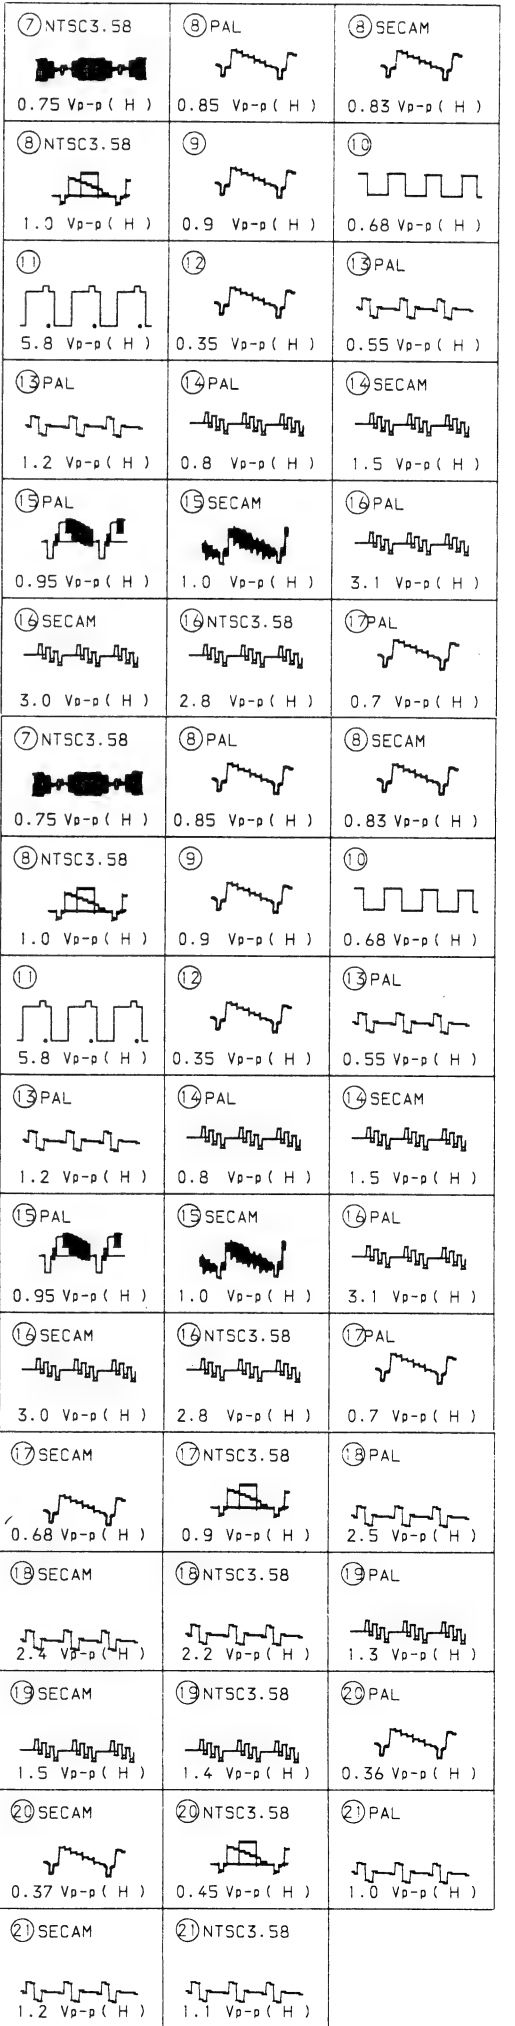 ⑦NTSC3.58 ⑧PAL ⑧SECAM
0.75 Vp-p( H ) 0.85 Vp-p( H ) 0.83 Vp-p( H )
⑧NTSC3.58 ⑨ ⑩
1.0 Vp-p( H ) 0.9 Vp-p( H ) 0.68 Vp-p( H )
⑪ ⑫ ⑬PAL
5.8 Vp-p( H ) 0.35 Vp-p( H ) 0.55 Vp-p( H )
⑬PAL ⑭PAL ⑭SECAM
1.2 Vp-p( H ) 0.8 Vp-p( H ) 1.5 Vp-p( H )
⑮PAL ⑮SECAM ⑯PAL
0.95 Vp-p( H ) 1.0 Vp-p( H ) 3.1 Vp-p( H )
⑯SECAM ⑯NTSC3.58 ⑰PAL
3.0 Vp-p( H ) 2.8 Vp-p( H ) 0.7 Vp-p( H )
⑦NTSC3.58 ⑧PAL ⑧SECAM
0.75 Vp-p( H ) 0.85 Vp-p( H ) 0.83 Vp-p( H )
⑧NTSC3.58 ⑨ ⑩
1.0 Vp-p( H ) 0.9 Vp-p( H ) 0.68 Vp-p( H )
⑪ ⑫ ⑬PAL
5.8 Vp-p( H ) 0.35 Vp-p( H ) 0.55 Vp-p( H )
⑬PAL ⑭PAL ⑭SECAM
1.2 Vp-p( H ) 0.8 Vp-p( H ) 1.5 Vp-p( H )
⑮PAL ⑮SECAM ⑯PAL
0.95 Vp-p( H ) 1.0 Vp-p( H ) 3.1 Vp-p( H )
⑯SECAM ⑯NTSC3.58 ⑰PAL
3.0 Vp-p( H ) 2.8 Vp-p( H ) 0.7 Vp-p( H )
⑰SECAM ⑰NTSC3.58 ⑱PAL
0.68 Vp-p( H ) 0.9 Vp-p( H ) 2.5 Vp-p( H )
⑱SECAM ⑱NTSC3.58 ⑲PAL
2.4 Vp-p( H ) 2.2 Vp-p( H ) 1.3 Vp-p( H )
⑲SECAM ⑲NTSC3.58 ⑳PAL
1.5 Vp-p( H ) 1.4 Vp-p( H ) 0.36 Vp-p( H )
⑳SECAM ⑳NTSC3.58 ㉑PAL
0.37 Vp-p( H ) 0.45 Vp-p( H ) 1.0 Vp-p( H )
㉑SECAM ㉑NTSC3.58
1.2 Vp-p( H ) 1.1 Vp-p( H )